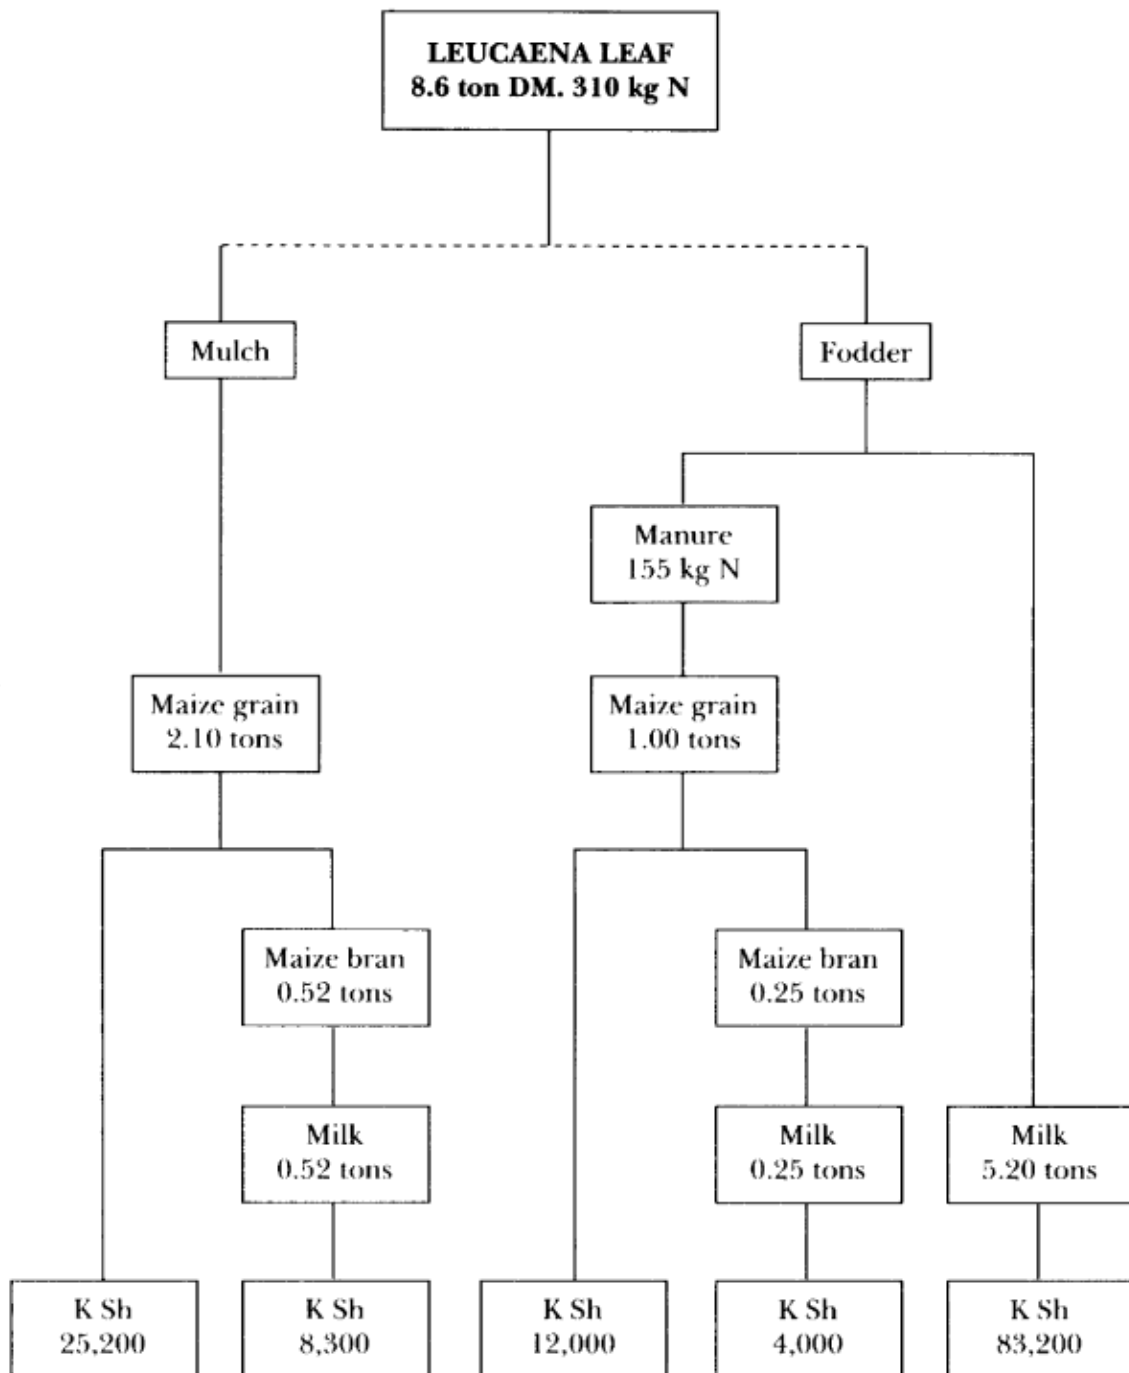 LEUCAENA LEAF
8.6 ton DM. 310 kg N
Mulch
Fodder
Manure
155 kg N
Maize grain
2.10 tons
Maize grain
1.00 tons
Maize bran
0.52 tons
Maize bran
0.25 tons
Milk
0.52 tons
Milk
0.25 tons
Milk
5.20 tons
K Sh
25,200
K Sh
8,300
K Sh
12,000
K Sh
4,000
K Sh
83,200